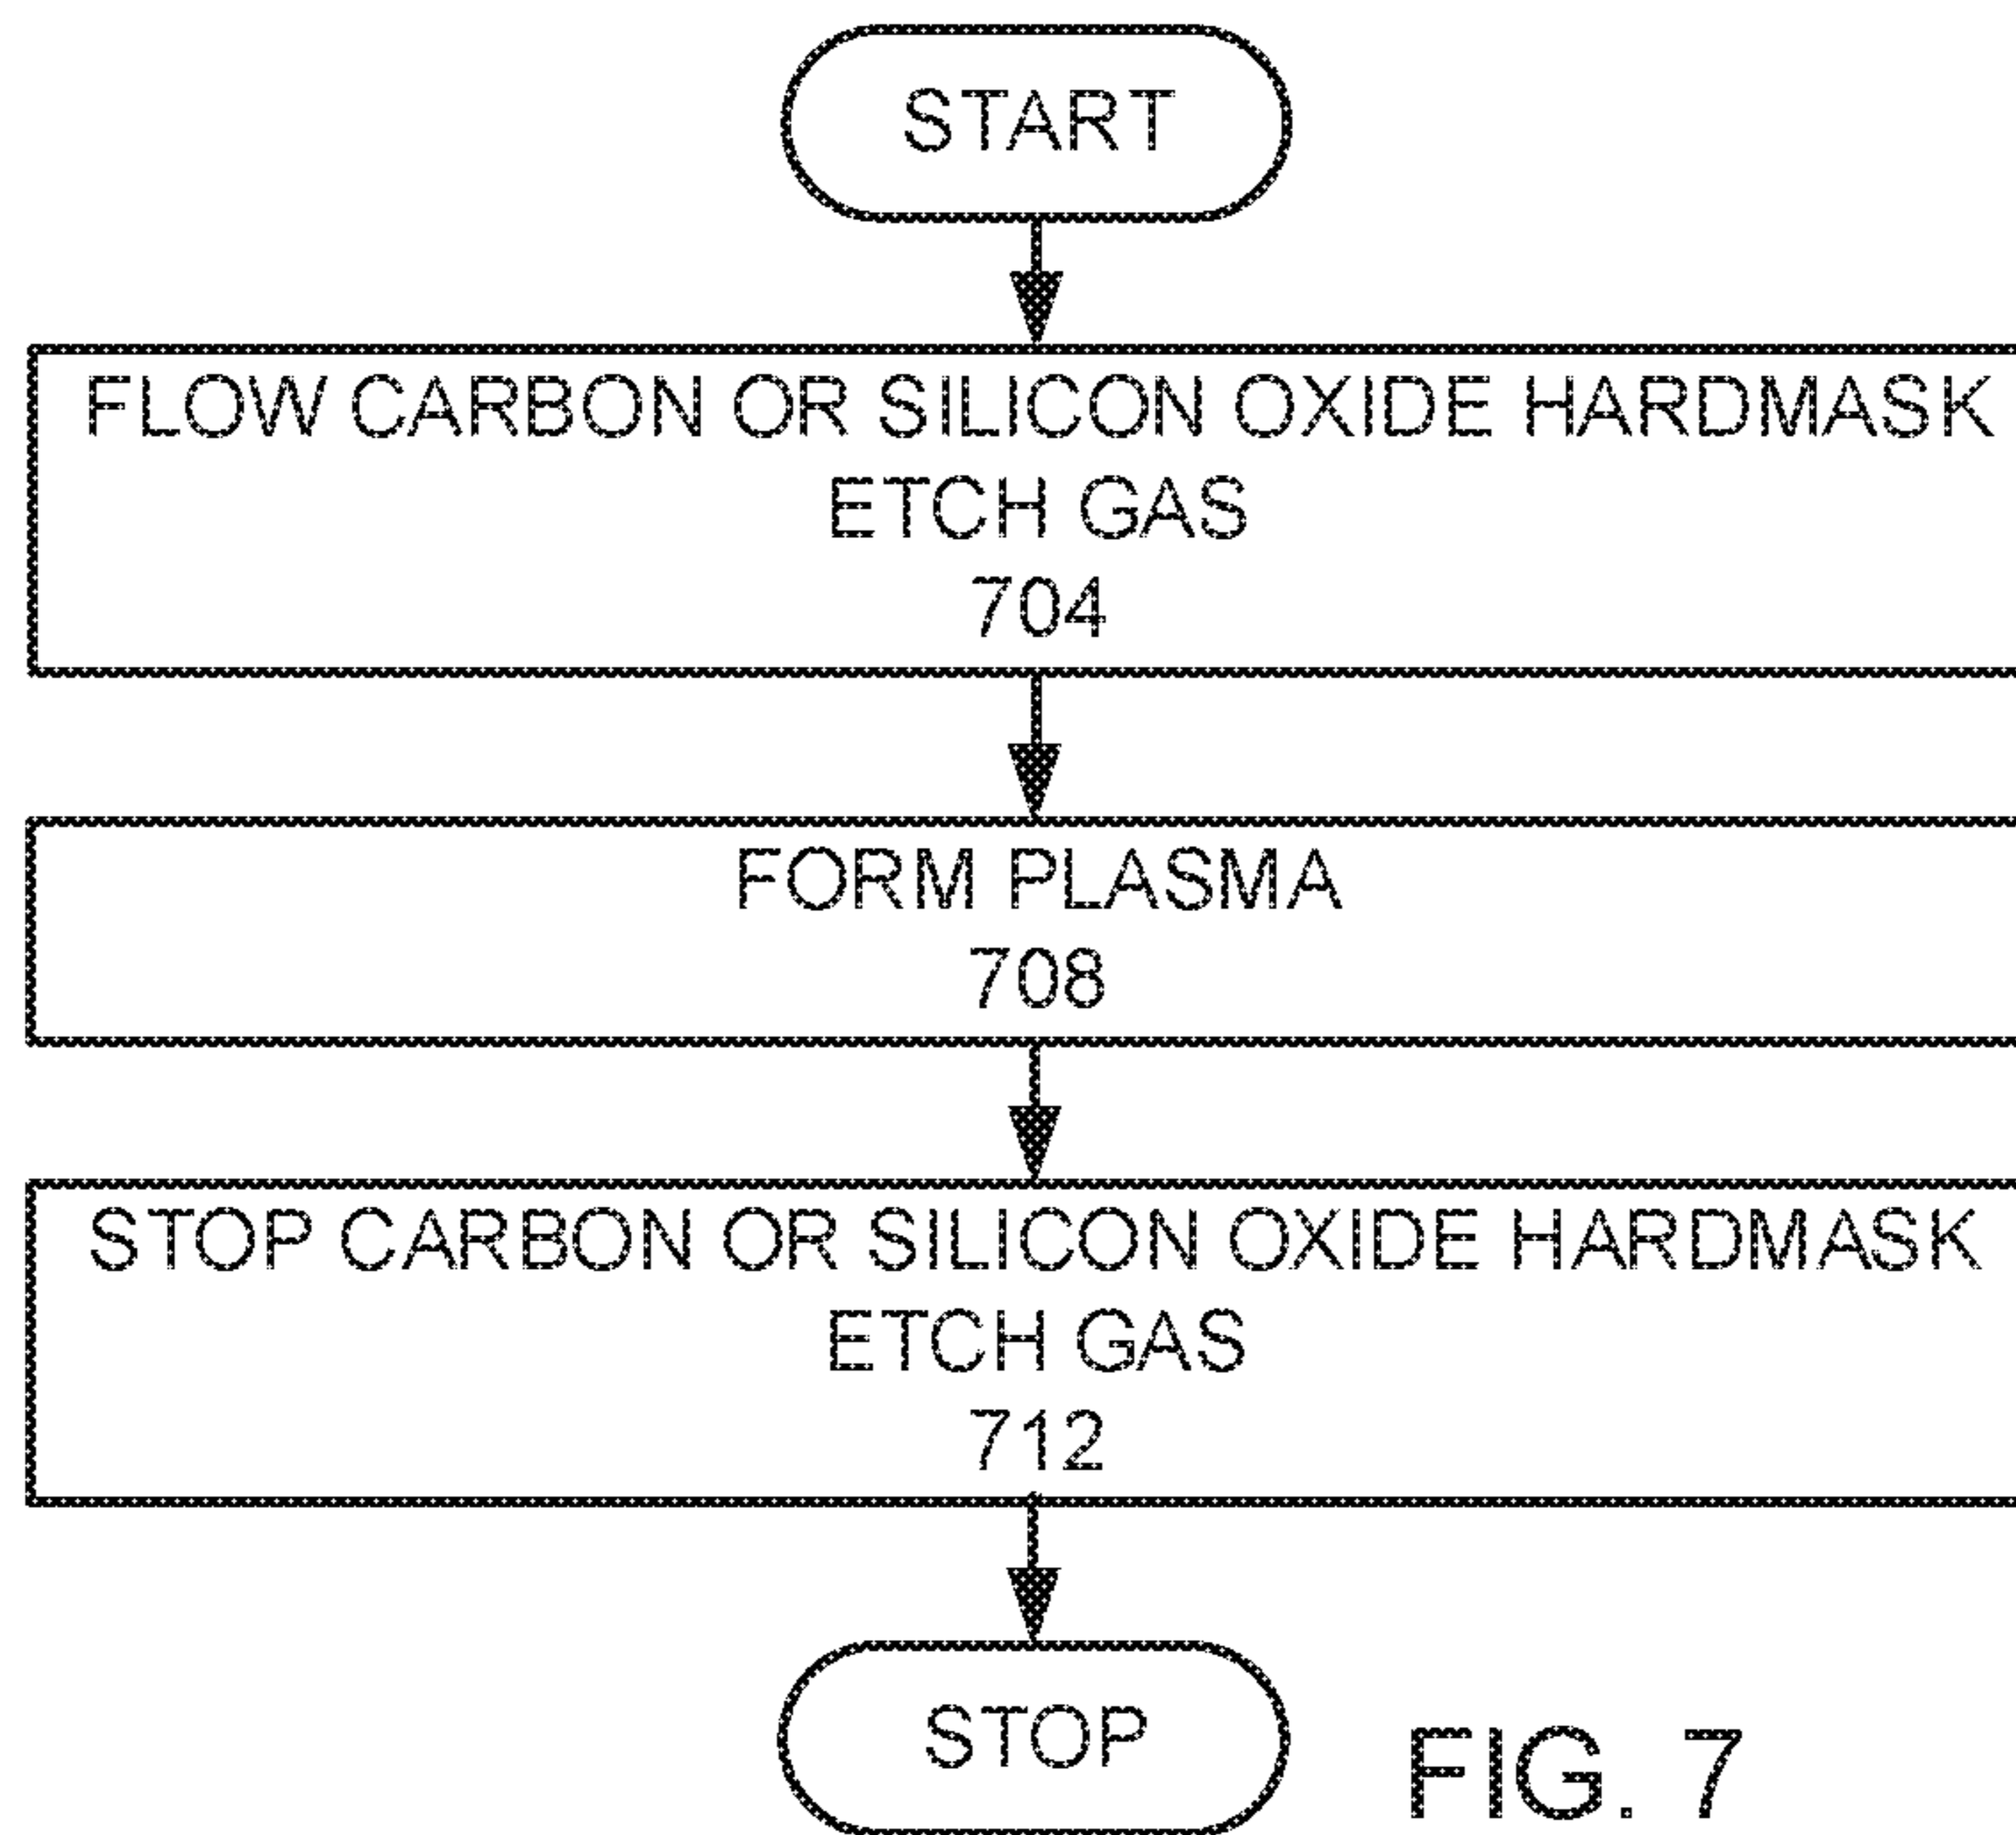 START
FLOW CARBON OR SILICON OXIDE HARDMASK
ETCH GAS
704
FORM PLASMA
708
STOP CARBON OR SILICON OXIDE HARDMASK
ETCH GAS
712
STOP
FIG. 7